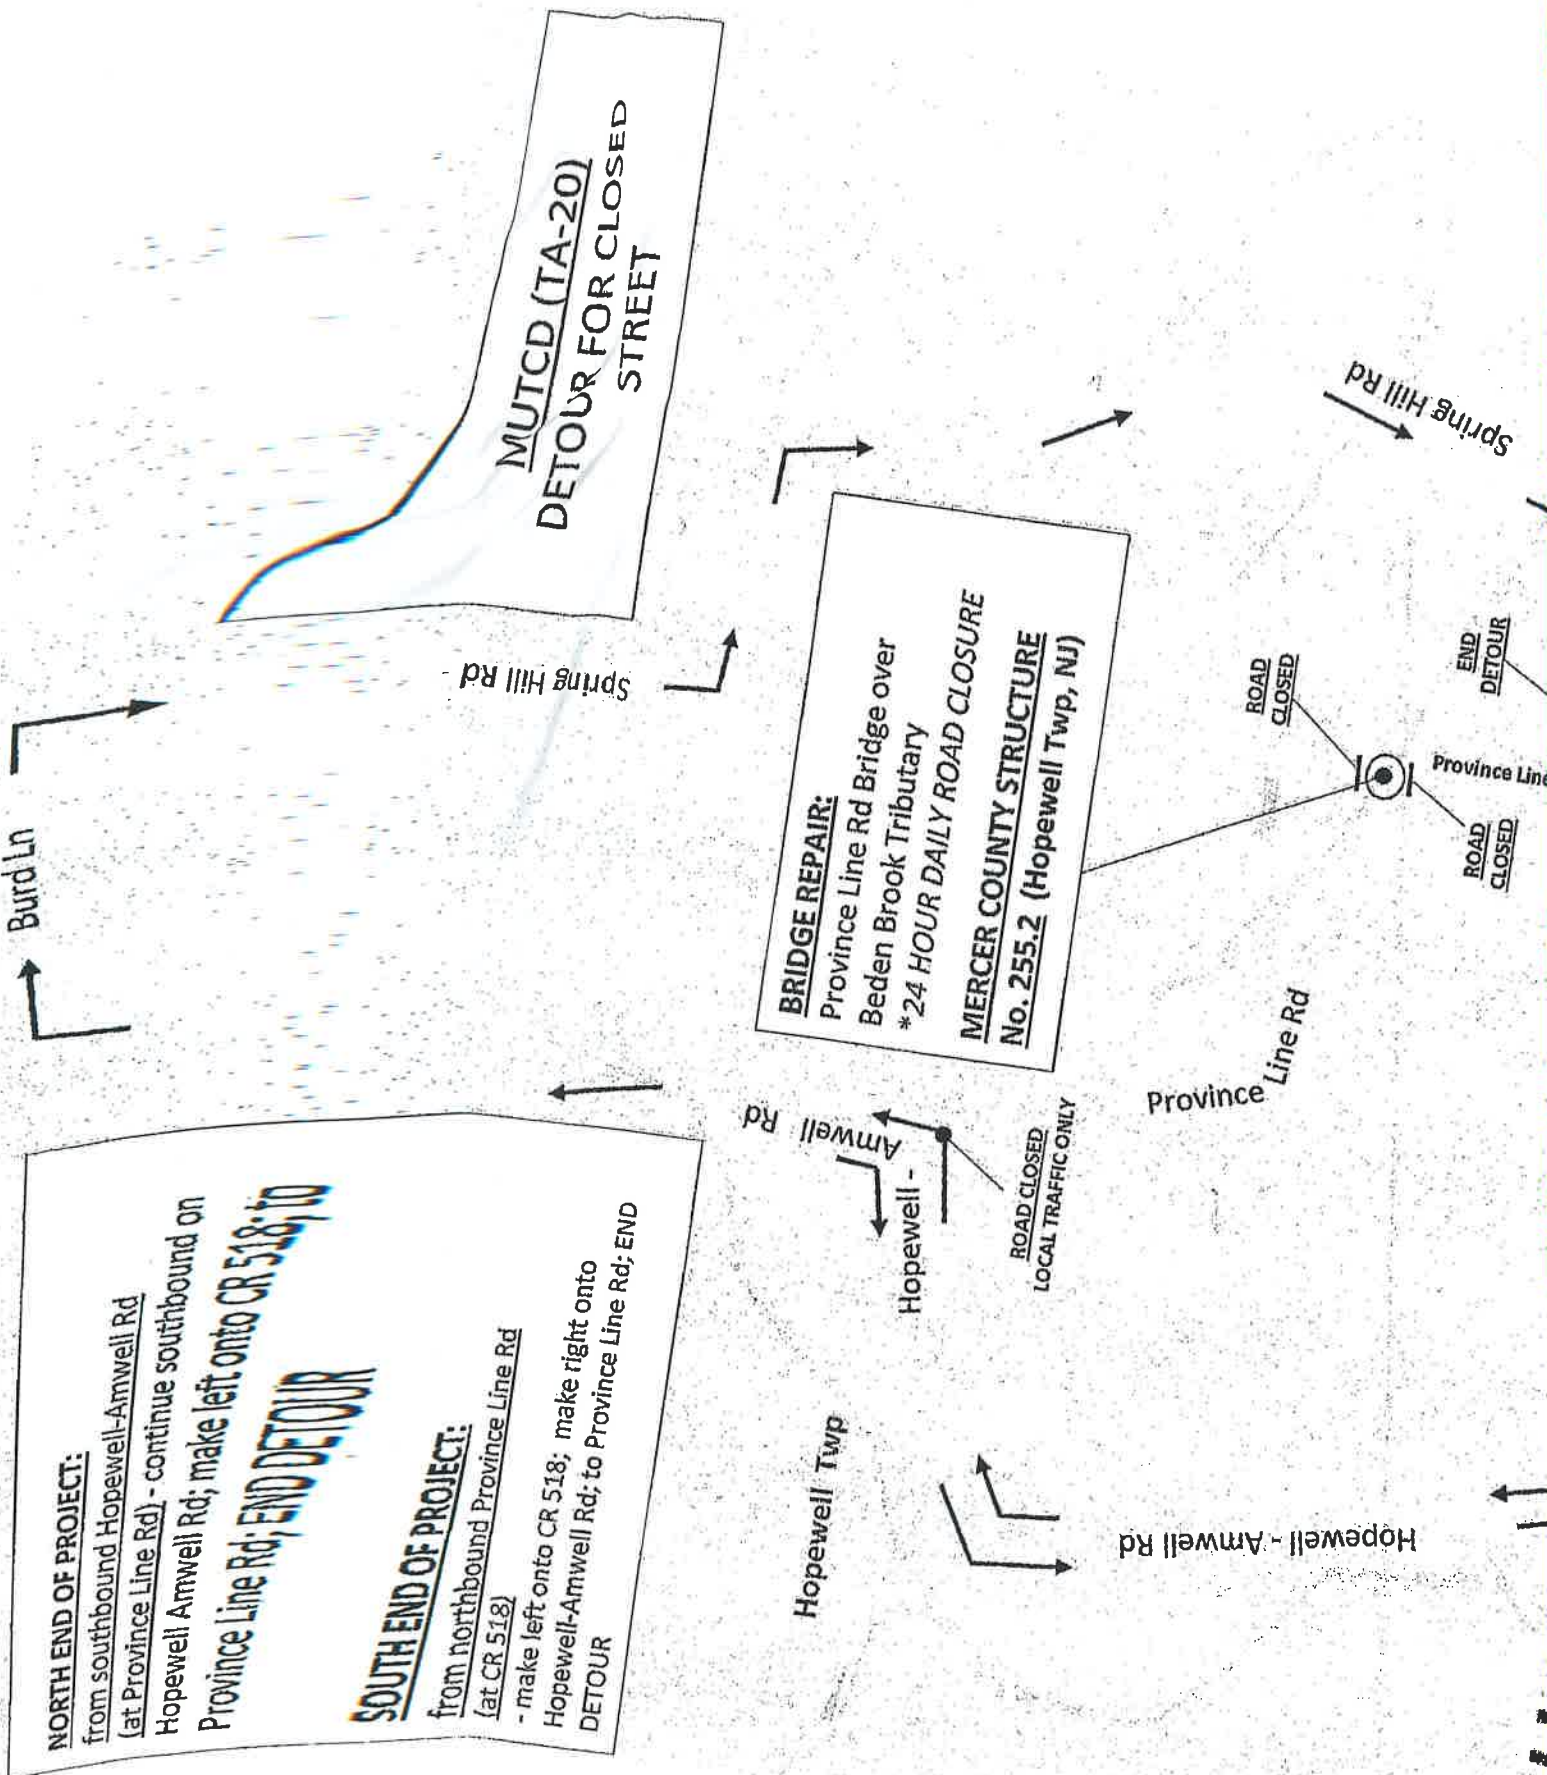 NORTH END OF PROJECT:
from southbound Hopewell-Amwell Rd
(at Province Line Rd) - continue southbound on
Hopewell Amwell Rd; make left onto CR 518; to
Province Line Rd; END DETOUR
SOUTH END OF PROJECT:
from northbound Province Line Rd
(at CR 518)
- make left onto CR 518; make right onto
Hopewell-Amwell Rd; to Province Line Rd; END
DETOUR
Burd Ln
MUTCD (TA-20)
DETOUR FOR CLOSED
STREET
Spring Hill Rd
BRIDGE REPAIR:
Province Line Rd Bridge over
Beden Brook Tributary
*24 HOUR DAILY ROAD CLOSURE
MERCER COUNTY STRUCTURE
No. 255.2 (Hopewell Twp, NJ)
Hopewell -
Amwell Rd
ROAD CLOSED
LOCAL TRAFFIC ONLY
Hopewell Twp
Hopewell - Amwell Rd
Province Line Rd
Spring Hill Rd
ROAD
CLOSED
END
DETOUR
Province Line
ROAD
CLOSED